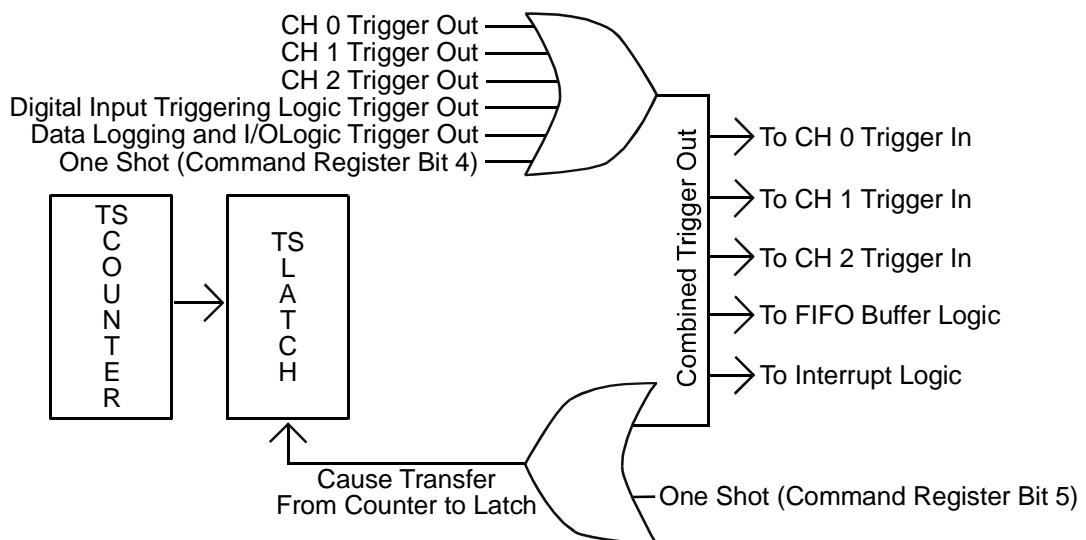 CH 0 Trigger Out
CH 1 Trigger Out
CH 2 Trigger Out
Digital Input Triggering Logic Trigger Out
Data Logging and I/OLogic Trigger Out
One Shot (Command Register Bit 4)
Combined Trigger Out
To CH 0 Trigger In
To CH 1 Trigger In
To CH 2 Trigger In
To FIFO Buffer Logic
To Interrupt Logic
TS
C
O
U
N
T
E
R
TS
L
A
T
C
H
Cause Transfer
From Counter to Latch
One Shot (Command Register Bit 5)